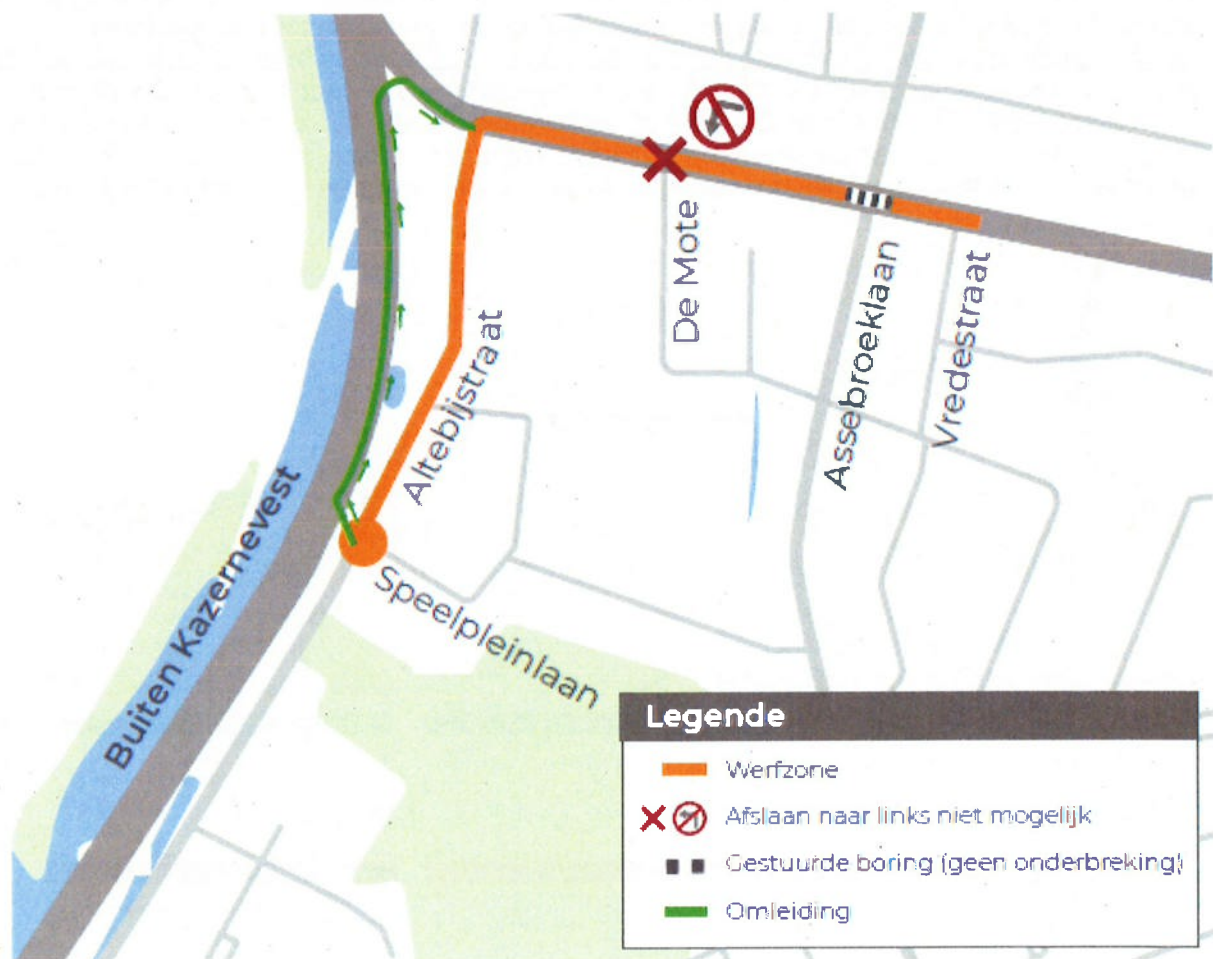 De Mote
Assebroeklaan
Vredestraat
Altebijstraat
Buiten Kazernevest
Speelpleinlaan
Legende
Werfzone
Afslaan naar links niet mogelijk
Gestuurde boring (geen onderbreking)
Omleiding